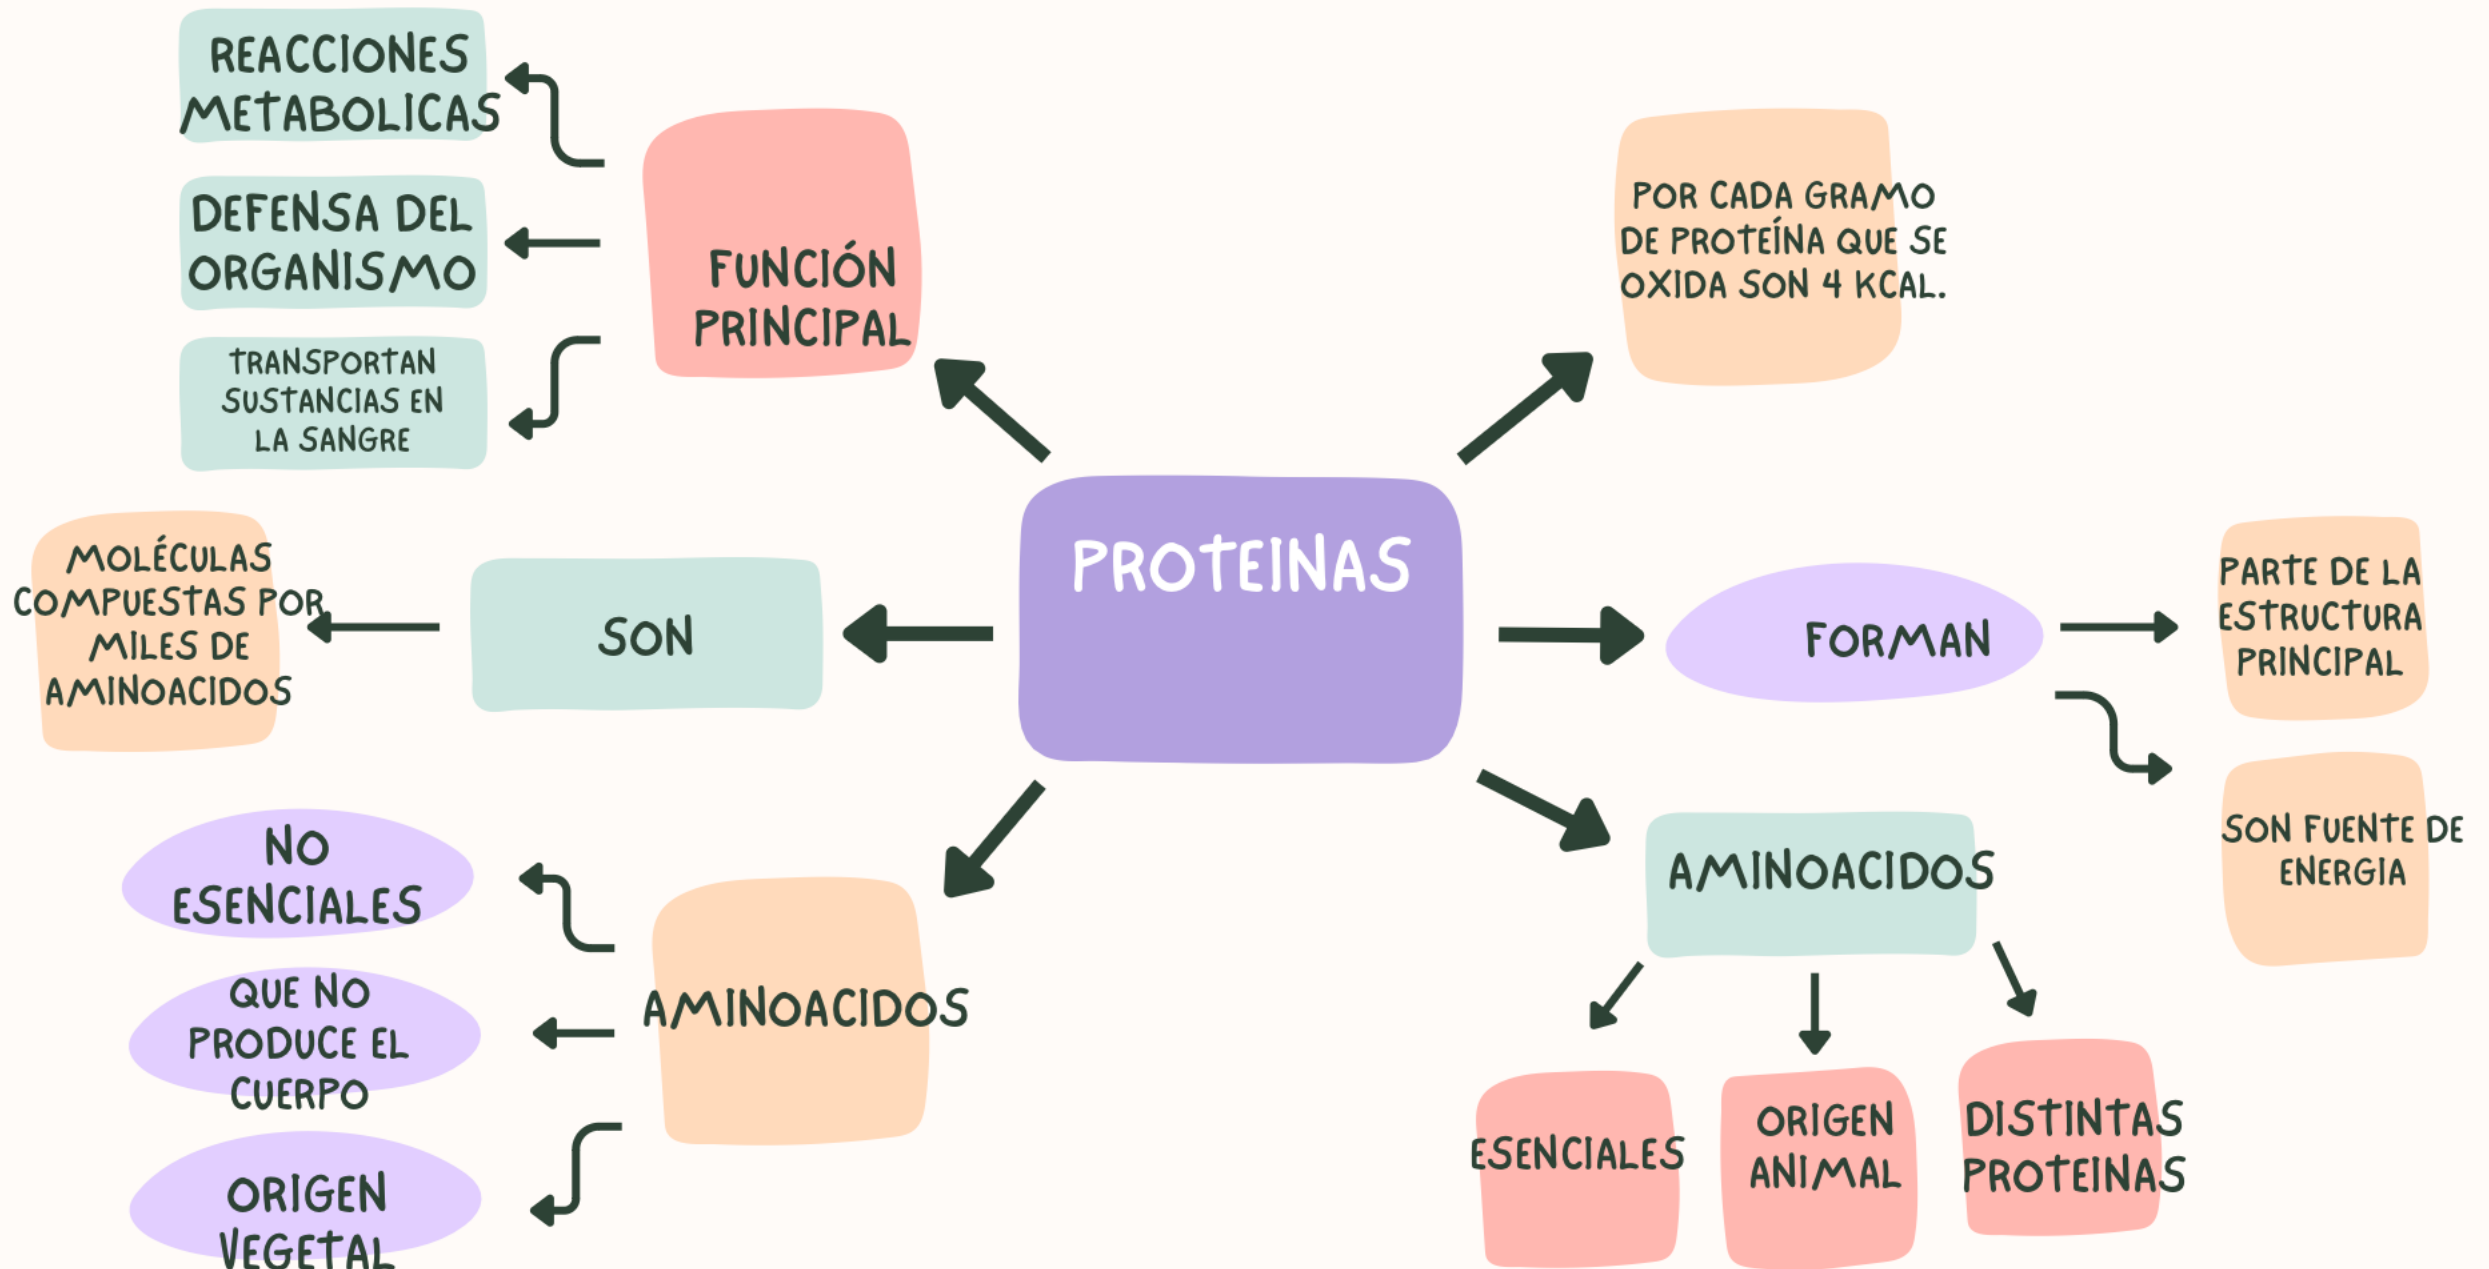 REACCIONES
METABOLICAS
DEFENSA DEL
ORGANISMO
TRANSPORTAN
SUSTANCIAS EN
LA SANGRE
FUNCIÓN
PRINCIPAL
POR CADA GRAMO
DE PROTEÍNA QUE SE
OXIDA SON 4 KCAL.
MOLÉCULAS
COMPUESTAS POR
MILES DE
AMINOACIDOS
SON
PROTEINAS
FORMAN
PARTE DE LA
ESTRUCTURA
PRINCIPAL
SON FUENTE DE
ENERGIA
NO
ESENCIALES
QUE NO
PRODUCE EL
CUERPO
ORIGEN
VEGETAL
AMINOACIDOS
AMINOACIDOS
ESENCIALES
ORIGEN
ANIMAL
DISTINTAS
PROTEINAS